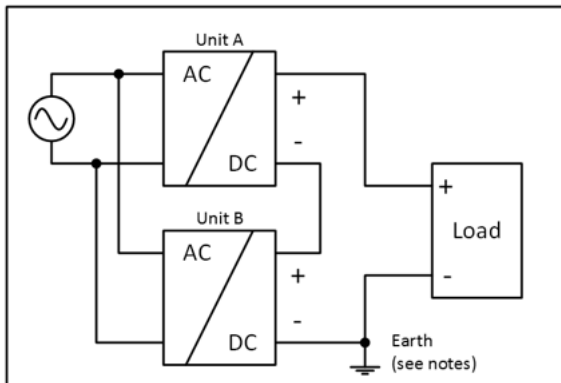 Unit A
AC
+
-
DC
+
Load
-
Unit B
AC
+
-
DC
Earth
(see notes)